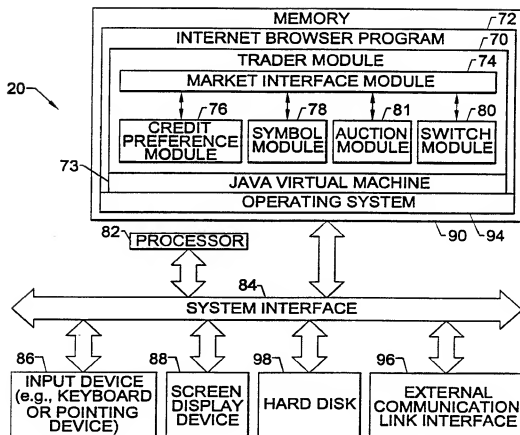 MEMORY 72
INTERNET BROWSER PROGRAM 70
TRADER MODULE 74
MARKET INTERFACE MODULE
20
76 78 81 80
CREDIT
PREFERENCE
MODULE
SYMBOL
MODULE
AUCTION
MODULE
SWITCH
MODULE
73
JAVA VIRTUAL MACHINE
OPERATING SYSTEM
82 PROCESSOR 90 94
84
SYSTEM INTERFACE
86 88 98 96
INPUT DEVICE
(e.g., KEYBOARD
OR POINTING
DEVICE)
SCREEN
DISPLAY
DEVICE
HARD DISK
EXTERNAL
COMMUNICATION
LINK INTERFACE